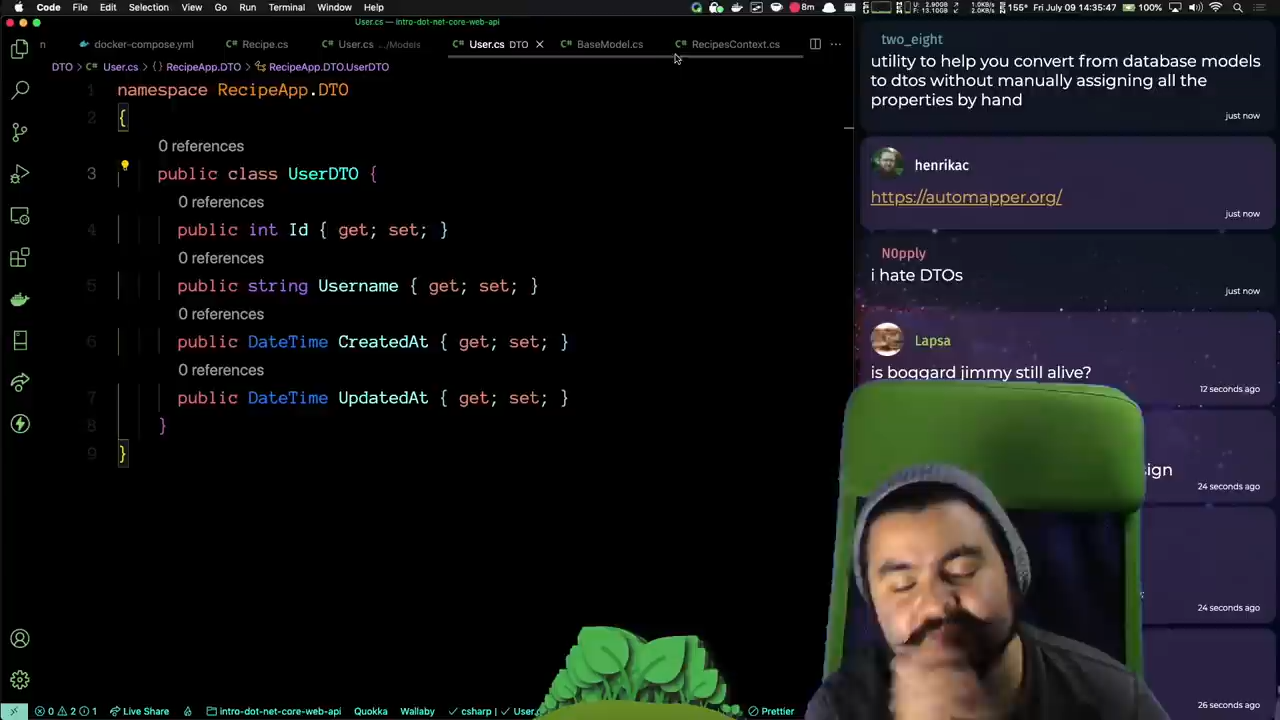 Code File Edit Selection View Go Run Terminal Window Help
8m
155° Fri July 09 14:35:47
100%
User.cs — intro-dot-net-core-web-api
docker-compose.yml
Recipe.cs
User.cs .../Models
User.cs DTO
BaseModel.cs
RecipesContext.cs
DTO > User.cs > {} RecipeApp.DTO > RecipeApp.DTO.UserDTO
1 namespace RecipeApp.DTO
2 {
0 references
3 public class UserDTO {
0 references
4 public int Id { get; set; }
0 references
5 public string Username { get; set; }
0 references
6 public DateTime CreatedAt { get; set; }
0 references
7 public DateTime UpdatedAt { get; set; }
8 }
9 }
0 2 1 Live Share intro-dot-net-core-web-api Quokka Wallaby csharp User. Prettier
two_eight
utility to help you convert from database models
to dtos without manually assigning all the
properties by hand
just now
henrikac
https://automapper.org/
just now
N0pply
i hate DTOs
just now
Lapsa
is boggard jimmy still alive?
12 seconds ago
sign
24 seconds ago
24 seconds ago
26 seconds ago